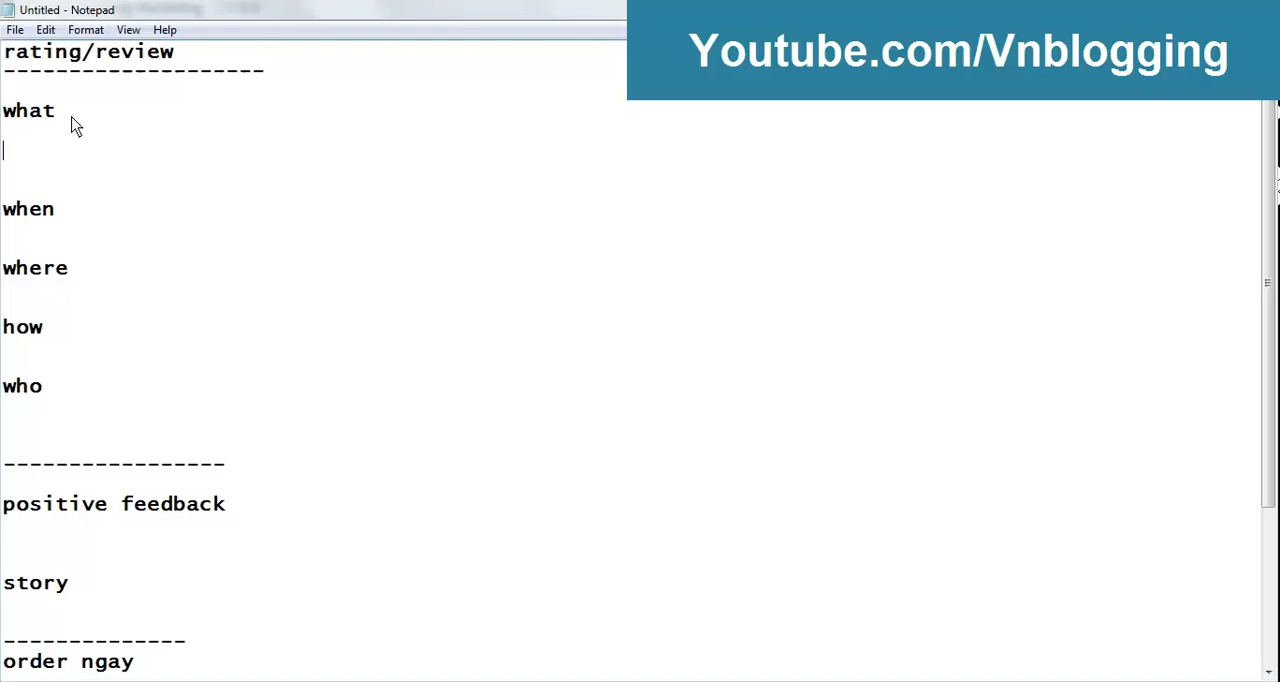 Untitled - Notepad
File Edit Format View Help
Youtube.com/Vnblogging
rating/review
--------------------
what
when
where
how
who
-----------------
positive feedback
story
--------------
order ngay